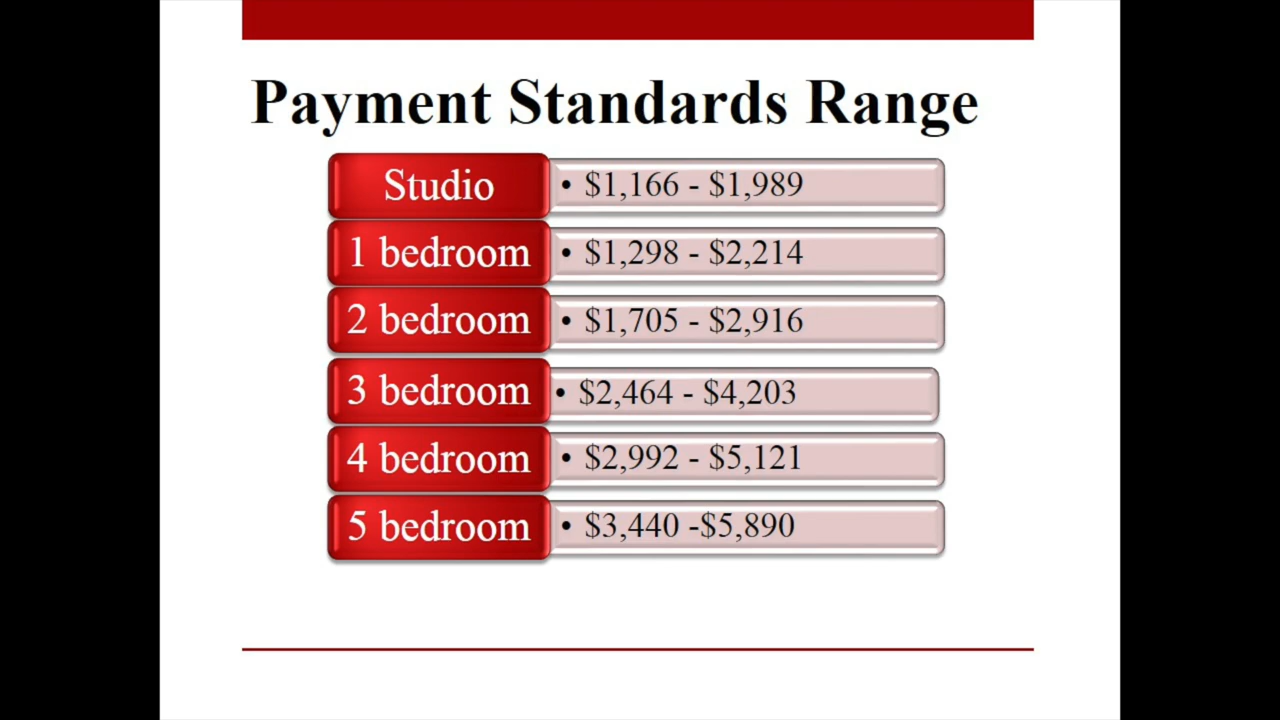 Payment Standards Range
Studio
• $1,166 - $1,989
1 bedroom
• $1,298 - $2,214
2 bedroom
• $1,705 - $2,916
3 bedroom
• $2,464 - $4,203
4 bedroom
• $2,992 - $5,121
5 bedroom
• $3,440 -$5,890